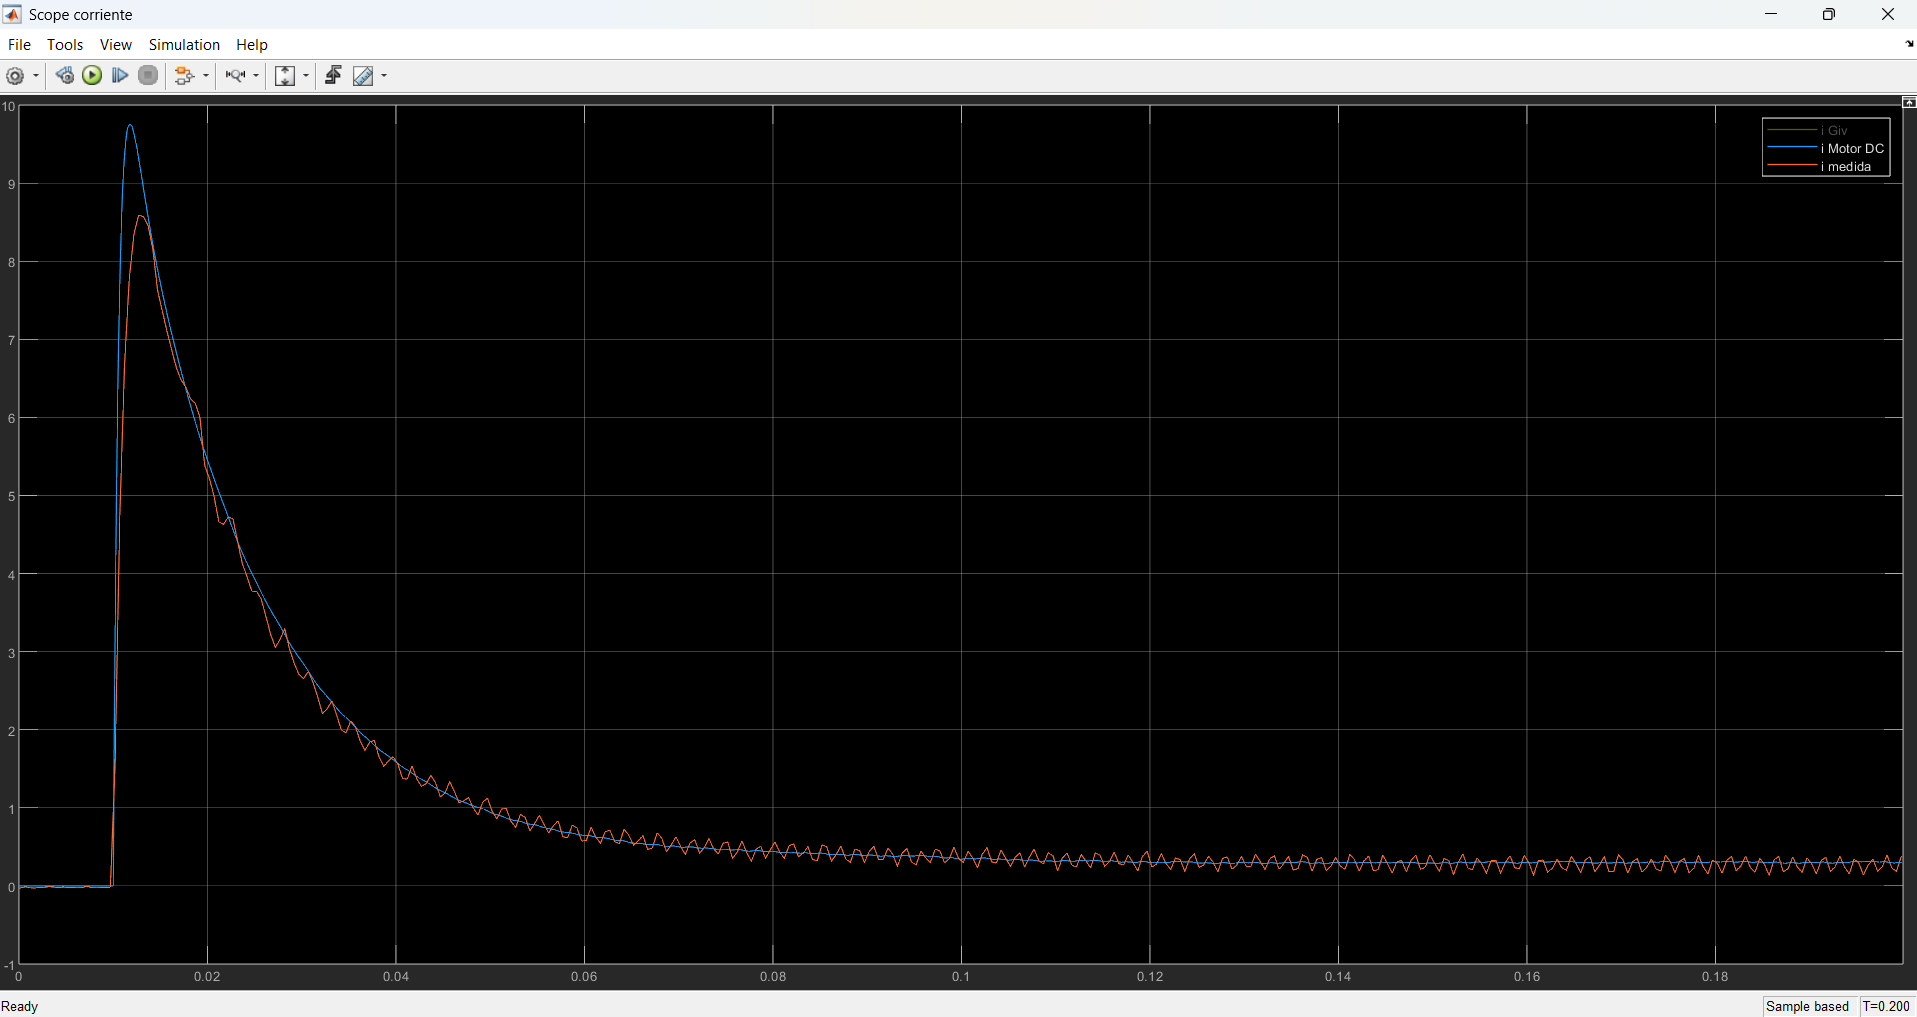 Scope corriente
File Tools View Simulation Help
10
9
8
7
6
5
4
3
2
1
0
-1
i Giv
i Motor DC
i medida
0 0.02 0.04 0.06 0.08 0.1 0.12 0.14 0.16 0.18
Ready Sample based T=0.200